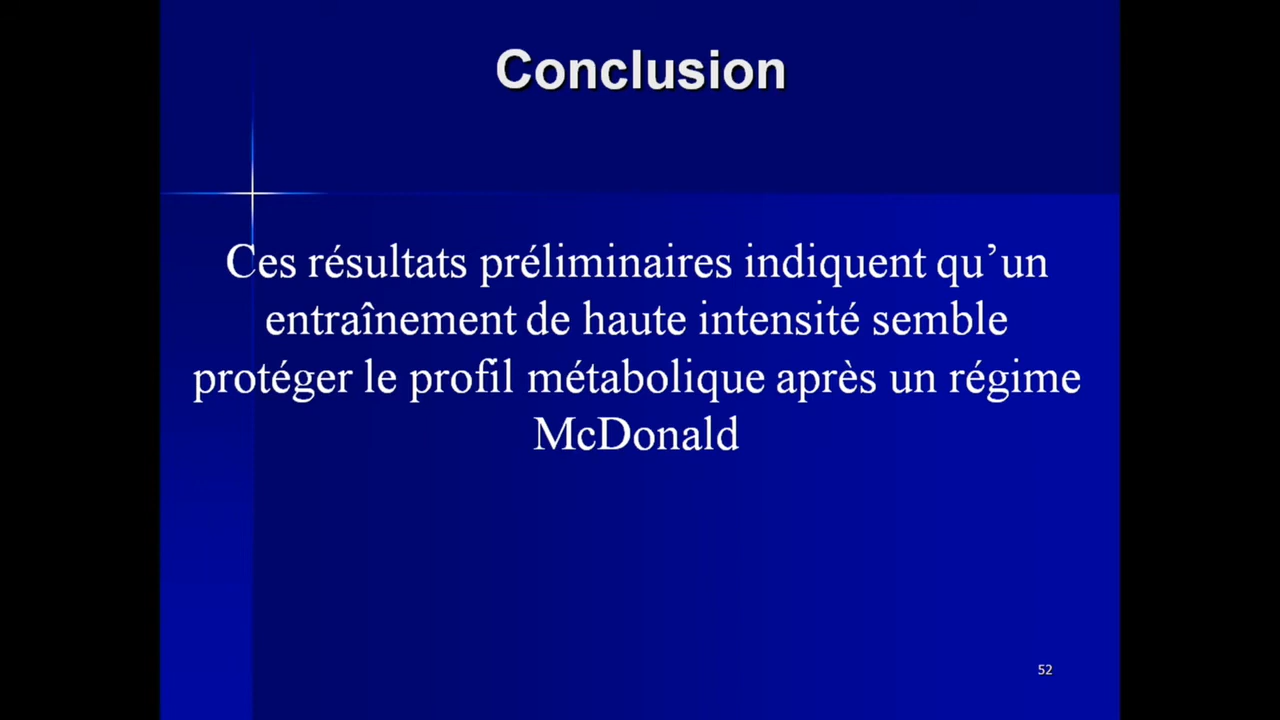 Conclusion
Ces résultats préliminaires indiquent qu’un
entraînement de haute intensité semble
protéger le profil métabolique après un régime
McDonald
52